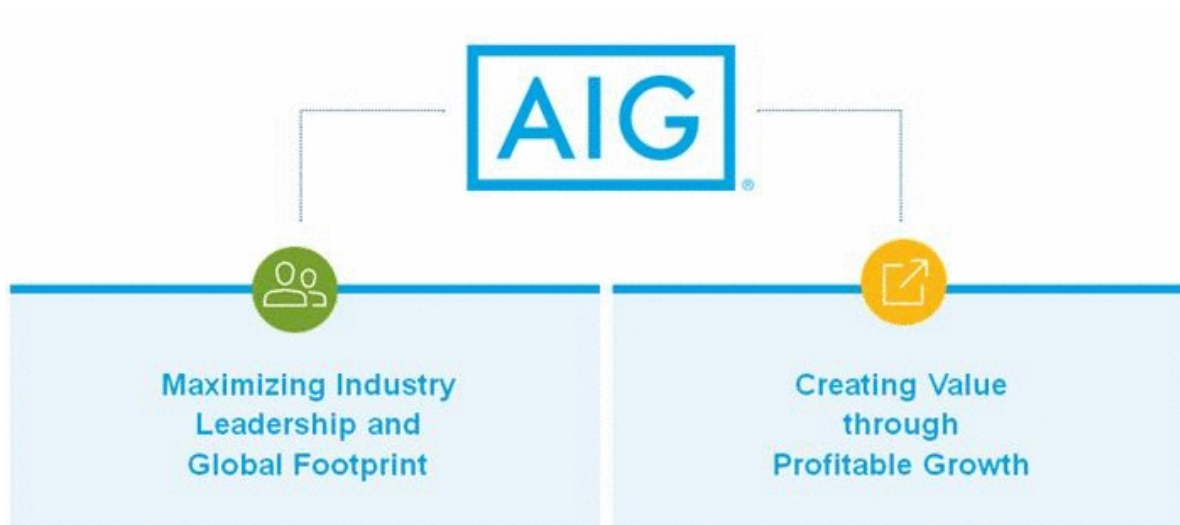 AIG
®
Maximizing Industry
Leadership and
Global Footprint
Creating Value
through
Profitable Growth